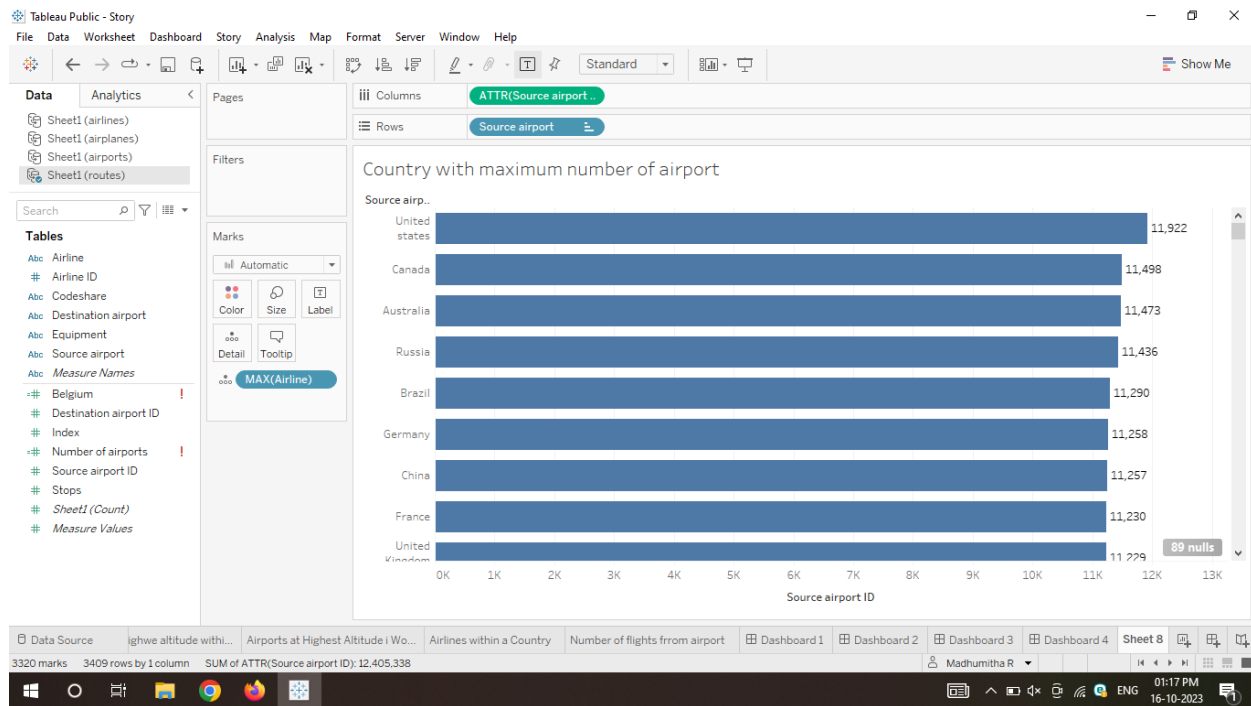 Tableau Public - Story
File Data Worksheet Dashboard Story Analysis Map Format Server Window Help
Standard
Show Me
Data Analytics
Sheet1 (airlines)
Sheet1 (airplanes)
Sheet1 (airports)
Sheet1 (routes)
Search
Tables
Abc Airline
# Airline ID
Abc Codeshare
Abc Destination airport
Abc Equipment
Abc Source airport
Abc Measure Names
=# Belgium !
# Destination airport ID
# Index
=# Number of airports !
# Source airport ID
# Stops
# Sheet1 (Count)
# Measure Values
Pages
Filters
Marks
Automatic
Color Size Label
Detail Tooltip
MAX(Airline)
Columns ATTR(Source airport ..
Rows Source airport
Country with maximum number of airport
Source airp..
United
states 11,922
Canada 11,498
Australia 11,473
Russia 11,436
Brazil 11,290
Germany 11,258
China 11,257
France 11,230
United
Kingdom 11,229
89 nulls
0K 1K 2K 3K 4K 5K 6K 7K 8K 9K 10K 11K 12K 13K
Source airport ID
Data Source ighwe altitude withi... Airports at Highest Altitude i Wo... Airlines within a Country Number of flights frrom airport Dashboard 1 Dashboard 2 Dashboard 3 Dashboard 4 Sheet 8
3320 marks 3409 rows by 1 column SUM of ATTR(Source airport ID): 12,405,338 Madhumitha R
ENG 01:17 PM
16-10-2023
1